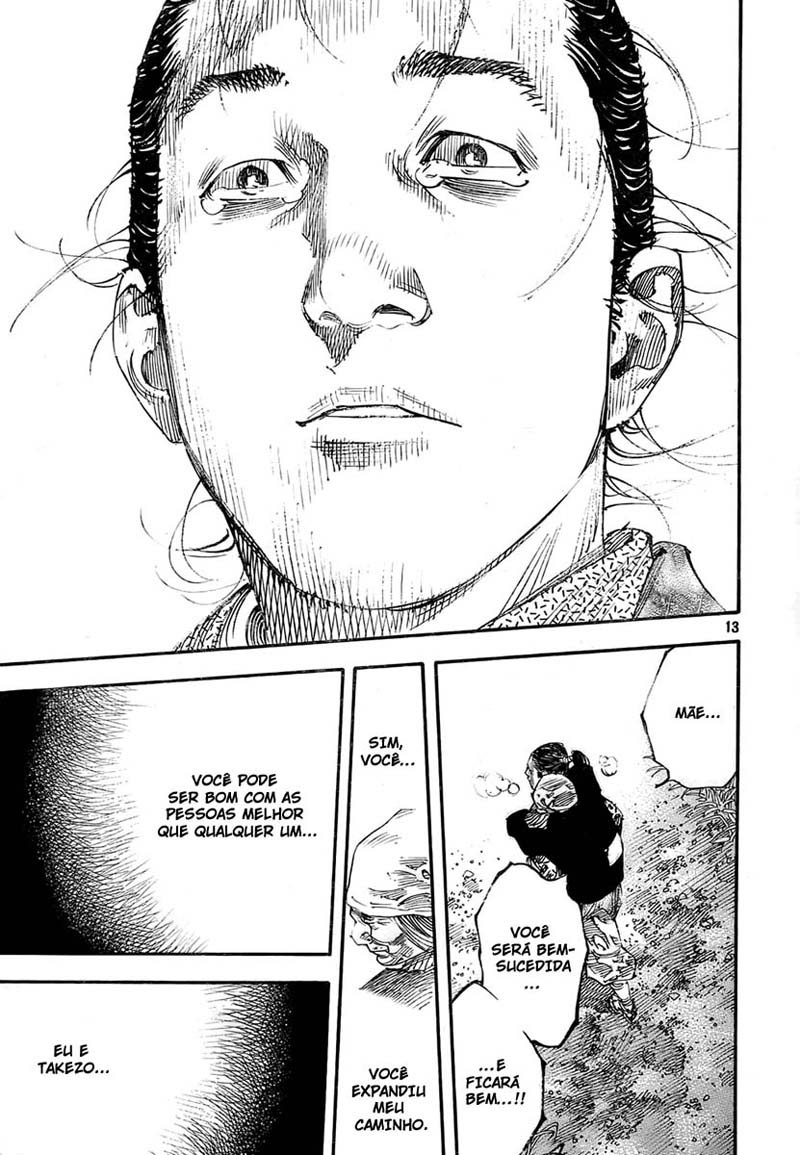 13
MÃE...
VOCÊ
SERÁ BEM-
SUCEDIDA
...
...E
FICARÁ
BEM...!!
SIM,
VOCÊ...
VOCÊ
EXPANDIU
MEU
CAMINHO.
VOCÊ PODE
SER BOM COM AS
PESSOAS MELHOR
QUE QUALQUER UM...
EU E
TAKEZO...